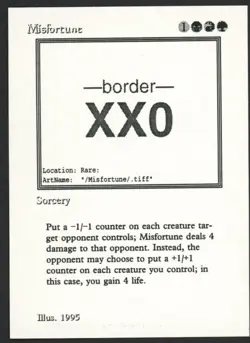 Misfortune
1
—border—
XX0
Location: Rare:
ArtName: "/Misfortune/.tiff"
Sorcery
Put a -1/-1 counter on each creature tar-
get opponent controls; Misfortune deals 4
damage to that opponent. Instead, the
opponent may choose to put a +1/+1
counter on each creature you control; in
this case, you gain 4 life.
Illus. 1995